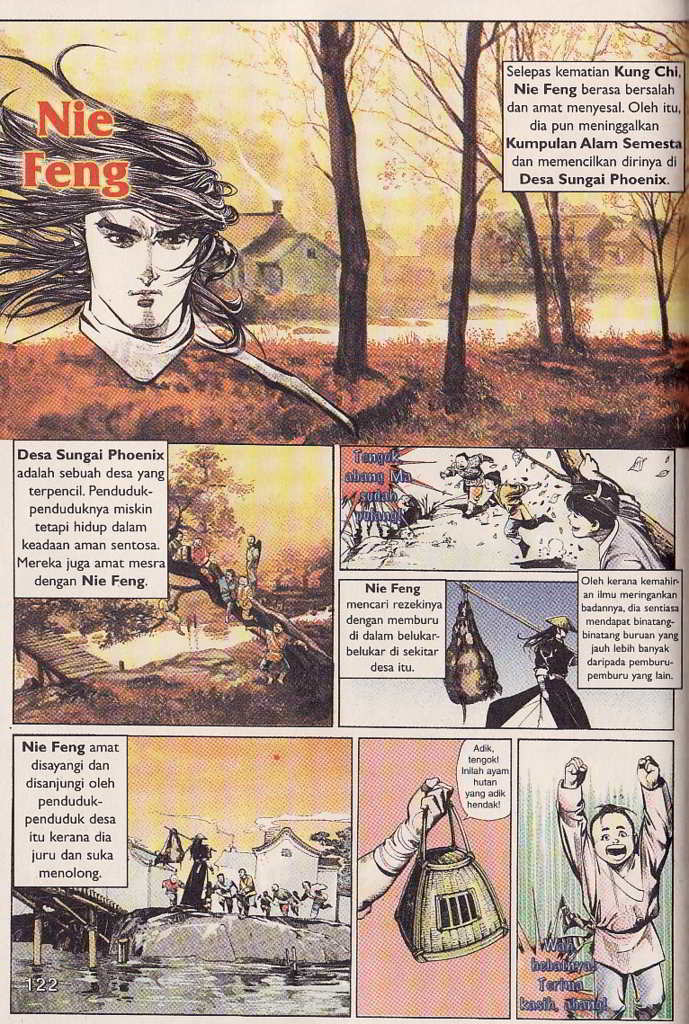 Nie
Feng
Selepas kematian Kung Chi,
Nie Feng berasa bersalah
dan amat menyesal. Oleh itu,
dia pun meninggalkan
Kumpulan Alam Semesta
dan memencilkan dirinya di
Desa Sungai Phoenix.
Desa Sungai Phoenix
adalah sebuah desa yang
terpencil. Penduduk-
penduduknya miskin
tetapi hidup dalam
keadaan aman sentosa.
Mereka juga amat mesra
dengan Nie Feng.
Tengok
abang Ma
sudah
pulang!
Nie Feng
mencari rezekinya
dengan memburu
di dalam belukar-
belukar di sekitar
desa itu.
Oleh kerana kemahir-
an ilmu meringankan
badannya, dia sentiasa
mendapat binatang-
binatang buruan yang
jauh lebih banyak
daripada pemburu-
pemburu yang lain.
Nie Feng amat
disayangi dan
disanjungi oleh
penduduk-
penduduk desa
itu kerana dia
juru dan suka
menolong.
Adik,
tengok!
Inilah ayam
hutan
yang adik
hendak!
Wah,
hebatnya!
Terima
kasih, abang!
122